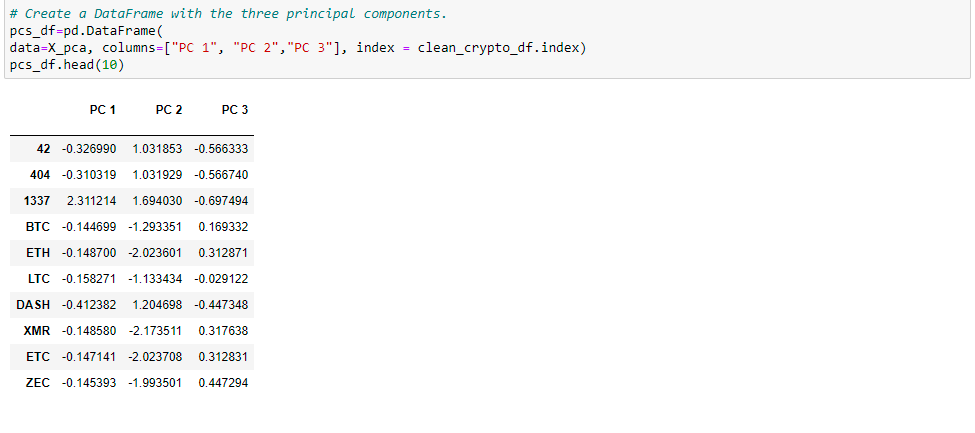 # Create a DataFrame with the three principal components.
pcs_df=pd.DataFrame(
data=X_pca, columns=["PC 1", "PC 2","PC 3"], index = clean_crypto_df.index)
pcs_df.head(10)
PC 1 PC 2 PC 3
42 -0.326990 1.031853 -0.566333
404 -0.310319 1.031929 -0.566740
1337 2.311214 1.694030 -0.697494
BTC -0.144699 -1.293351 0.169332
ETH -0.148700 -2.023601 0.312871
LTC -0.158271 -1.133434 -0.029122
DASH -0.412382 1.204698 -0.447348
XMR -0.148580 -2.173511 0.317638
ETC -0.147141 -2.023708 0.312831
ZEC -0.145393 -1.993501 0.447294